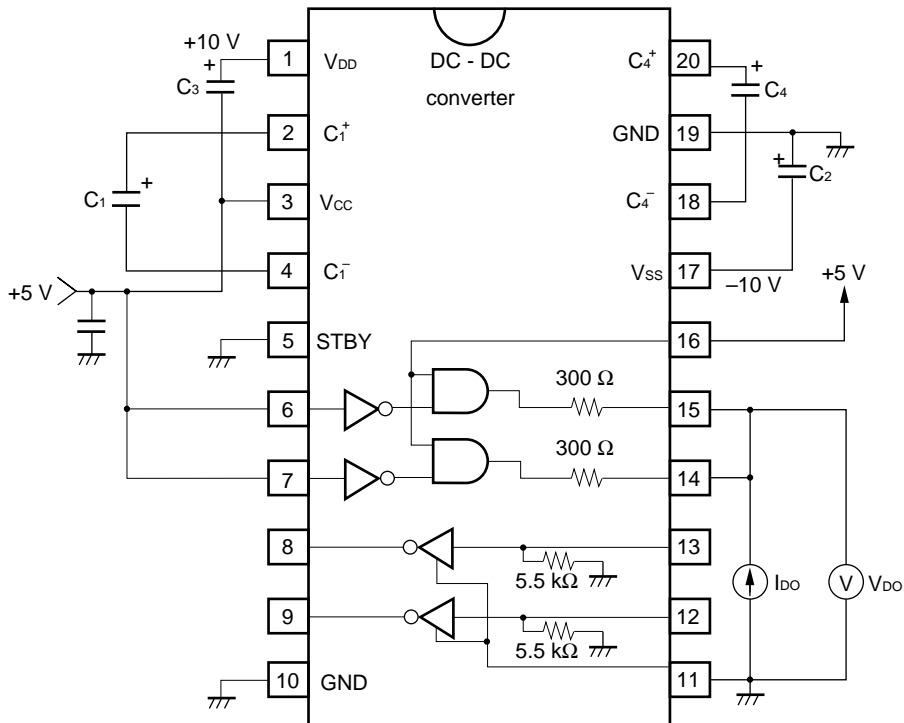 +10 V
C3 +
1 VDD
DC - DC
converter
C4+ 20
+ C4
2 C1+
GND 19
C1 +
+ C2
3 VCC
C4− 18
4 C1−
VSS 17
–10 V
+5 V
+5 V
5 STBY
16
300 Ω
6
15
300 Ω
7
14
8
13
5.5 kΩ
IDO
V VDO
9
12
5.5 kΩ
10 GND
11